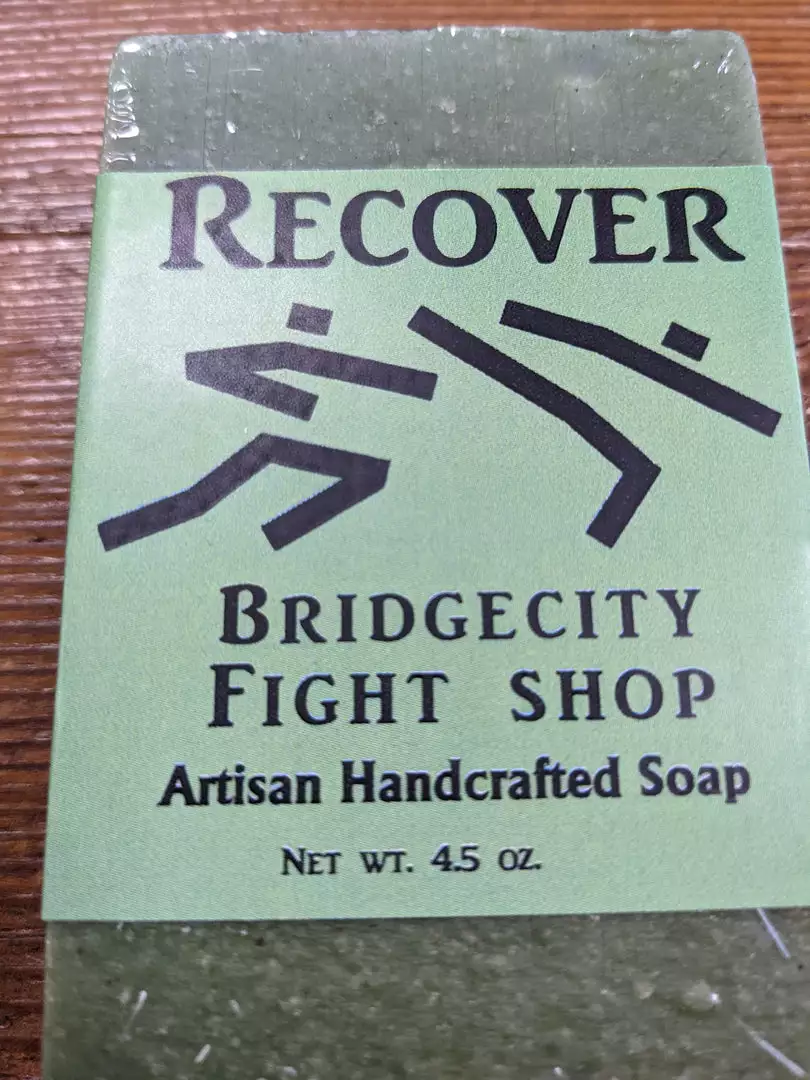 RECOVER
BRIDGECITY
FIGHT SHOP
Artisan Handcrafted Soap
NET WT. 4.5 OZ.